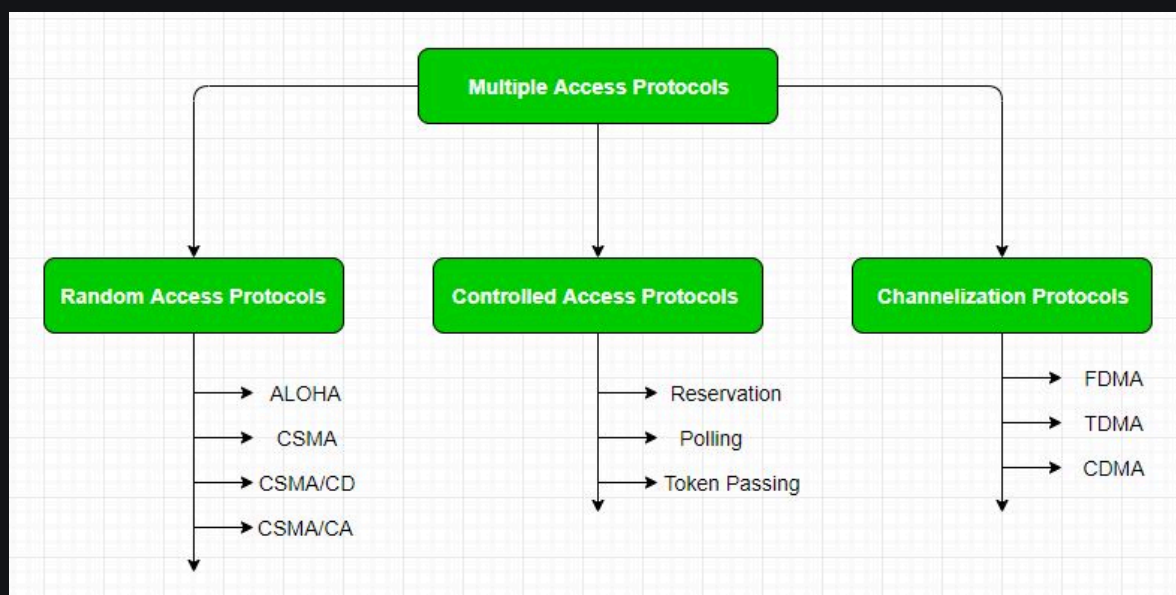 Multiple Access Protocols
Random Access Protocols
Controlled Access Protocols
Channelization Protocols
ALOHA
CSMA
CSMA/CD
CSMA/CA
Reservation
Polling
Token Passing
FDMA
TDMA
CDMA